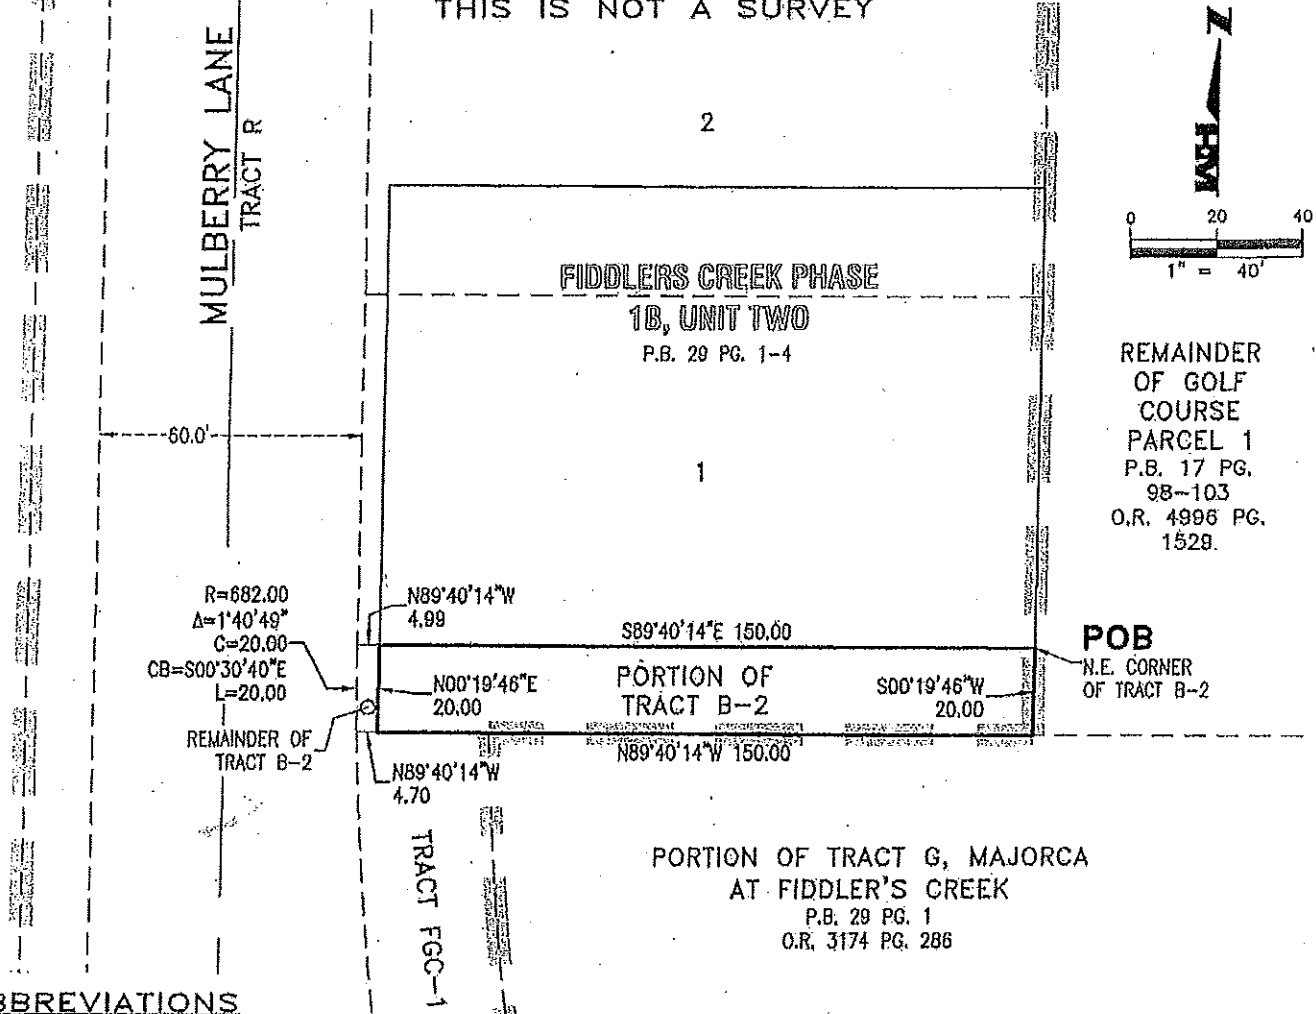 THIS IS NOT A SURVEY
MULBERRY LANE
TRACT R
2
Z
0 20 40
1" = 40'
FIDDLERS CREEK PHASE
1B, UNIT TWO
P.B. 29 PG. 1-4
REMAINDER
OF GOLF
COURSE
PARCEL 1
P.B. 17 PG.
98-103
O.R. 4996 PG.
1529.
60.0'
1
R=682.00
Δ=1°40'49"
C=20.00
CB=S00°30'40"E
L=20.00
N89°40'14"W
4.99
S89°40'14"E 150.00
POB
N.E. CORNER
OF TRACT B-2
N00°19'46"E
20.00
PORTION OF
TRACT B-2
S00°19'46"W
20.00
REMAINDER OF
TRACT B-2
N89°40'14"W 150.00
N89°40'14"W
4.70
TRACT FGC-1
PORTION OF TRACT G, MAJORCA
AT FIDDLER'S CREEK
P.B. 29 PG. 1
O.R. 3174 PG. 286
BBREVIATIONS